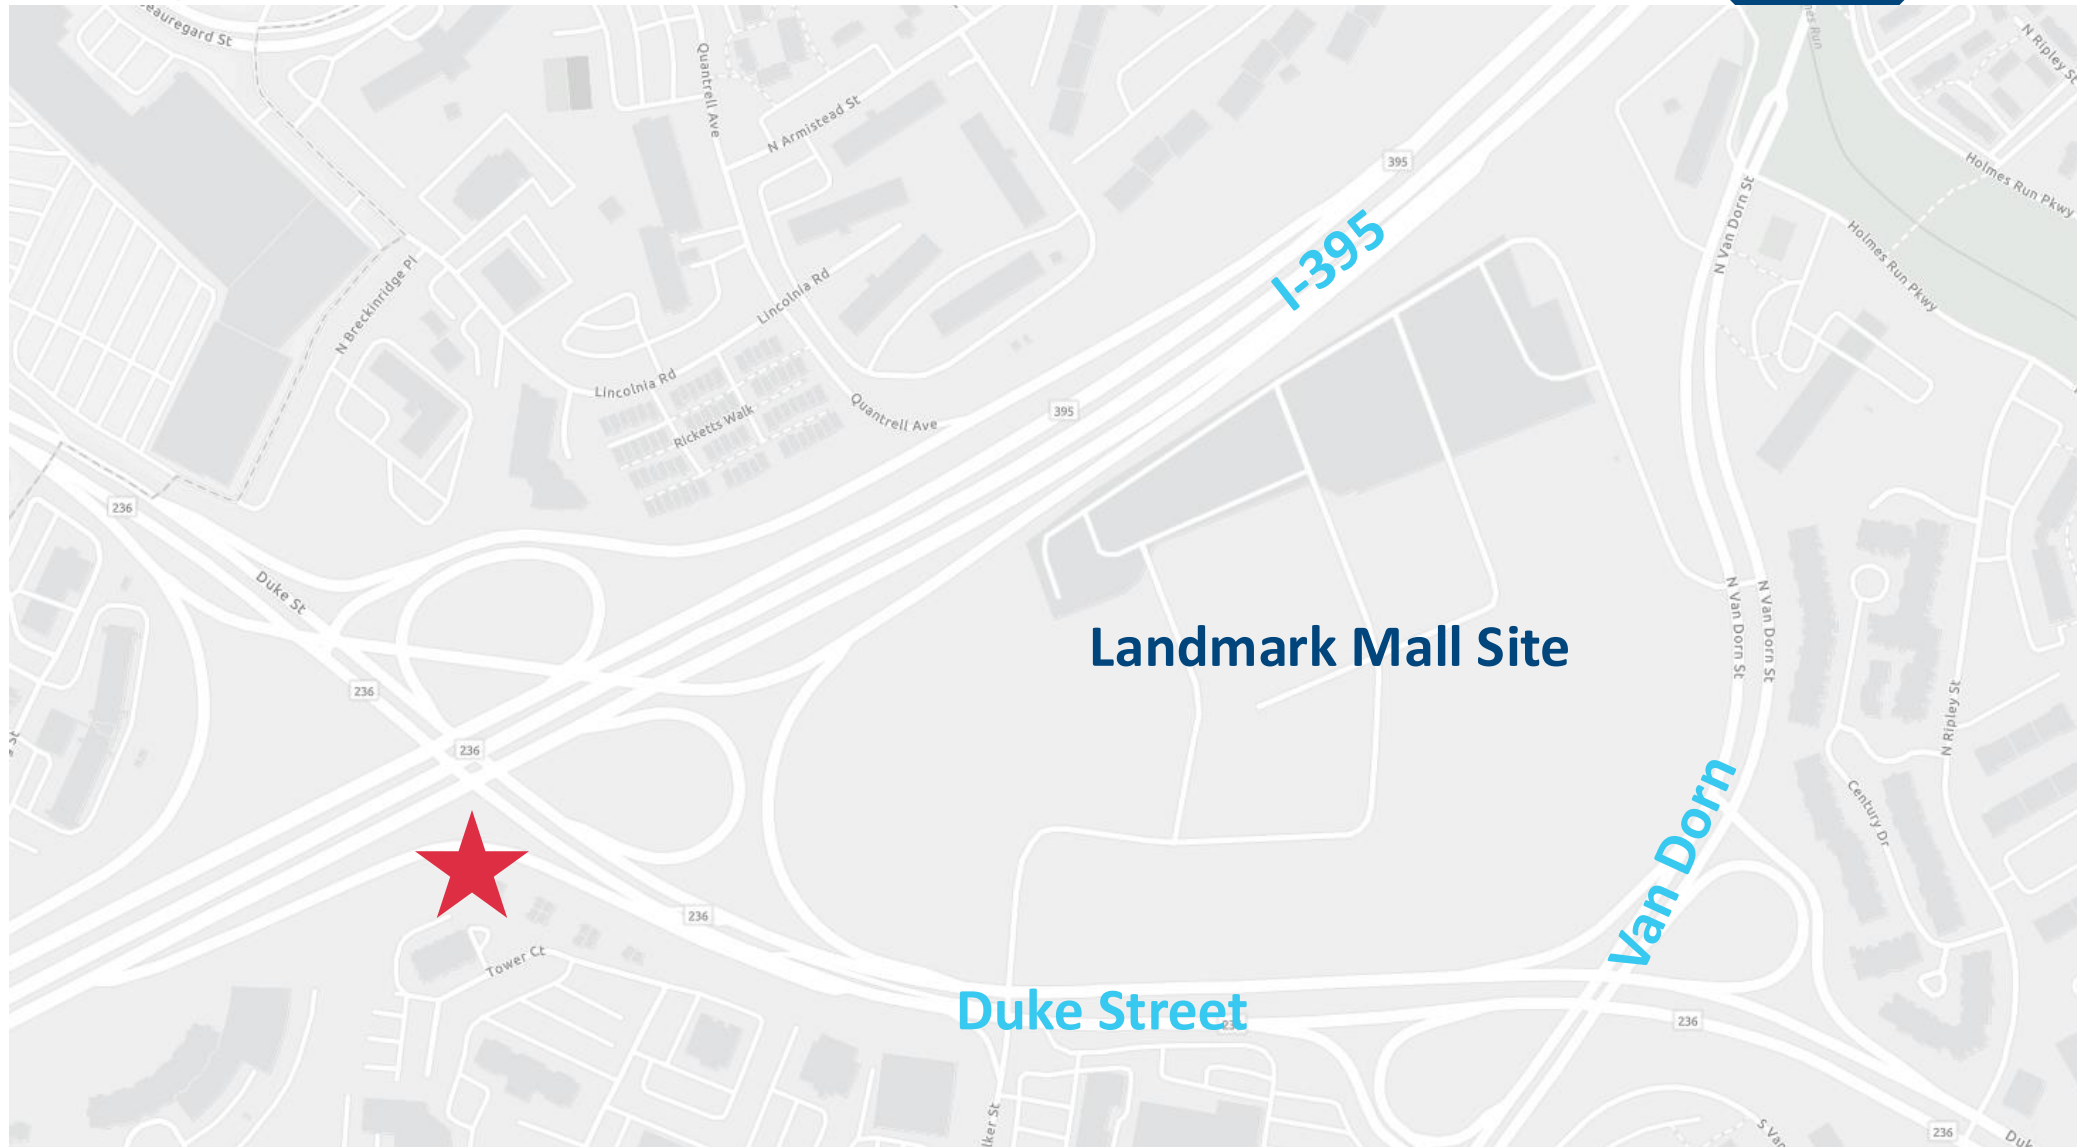 N Ripley St
N Armistead St
Quantrell Ave
395
Holmes Run Pkwy
N Van Dorn St
I-395
Holmes Run Pkwy
N Breckinridge Pl
Lincolnia Rd
Lincolnia Rd
Ricketts Walk
Quantrell Ave
395
236
Duke St
N Van Dorn St
N Van Dorn St
Landmark Mall Site
236
N Ripley St
236
Van Dorn
Century Dr
236
Tower Ct
Duke Street
236
236